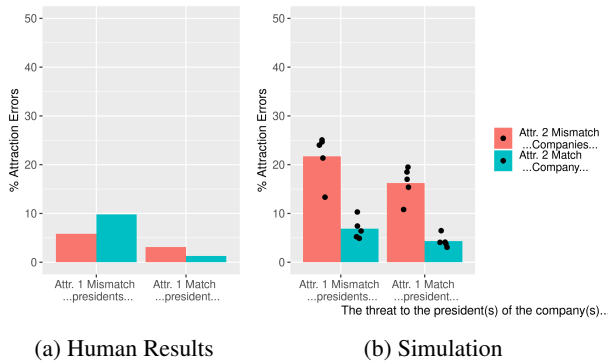 50
40
30
20
10
0
% Attraction Errors
Attr. 1 Mismatch
...presidents...
Attr. 1 Match
...president...
(a) Human Results
50
40
30
20
10
0
% Attraction Errors
Attr. 1 Mismatch
...presidents...
Attr. 1 Match
...president...
The threat to the president(s) of the company(s)...
(b) Simulation
Attr. 2 Mismatch
...Companies...
Attr. 2 Match
...Company...